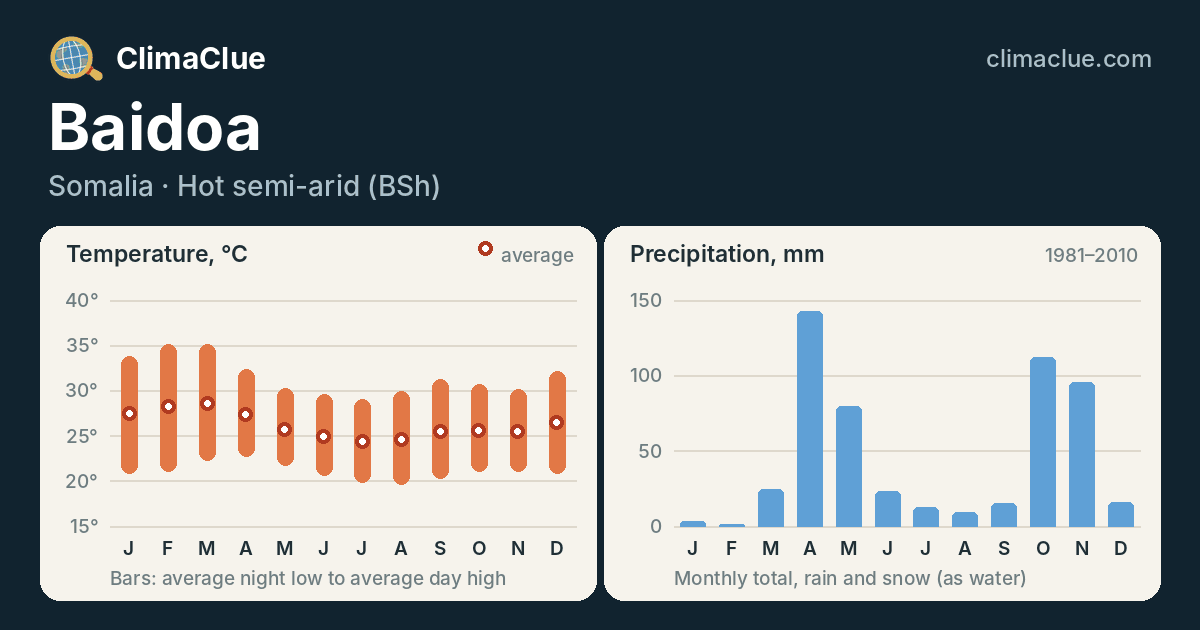 ClimaClue
climaclue.com
Baidoa
Somalia · Hot semi-arid (BSh)
Temperature, °C
average
40°
35°
30°
25°
20°
15°
J F M A M J J A S O N D
Bars: average night low to average day high
Precipitation, mm
1981–2010
150
100
50
0
J F M A M J J A S O N D
Monthly total, rain and snow (as water)